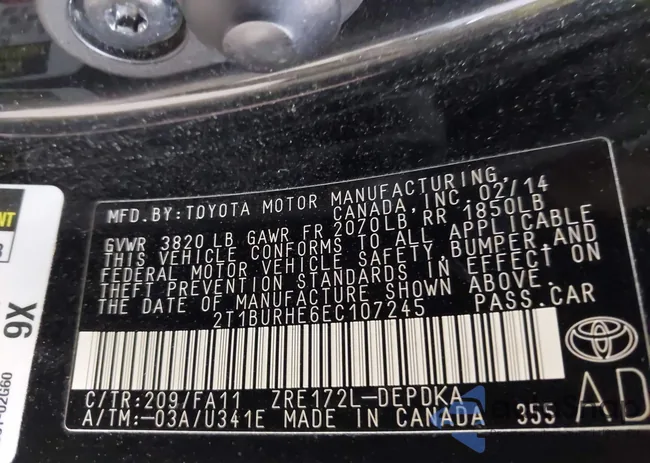 MFD.BY:TOYOTA MOTOR MANUFACTURING,
CANADA, INC. 02/14
GVWR 3820 LB GAWR FR 2070LB RR 1850LB
THIS VEHICLE CONFORMS TO ALL APPLICABLE
FEDERAL MOTOR VEHICLE SAFETY,BUMPER,AND
THEFT PREVENTION STANDARDS IN EFFECT ON
THE DATE OF MANUFACTURE SHOWN ABOVE.
2T1BURHE6EC107245 PASS.CAR
C/TR:209/FA11 ZRE172L-DEPDKA
A/TM:-03A/U341E MADE IN CANADA 355
AD
9X